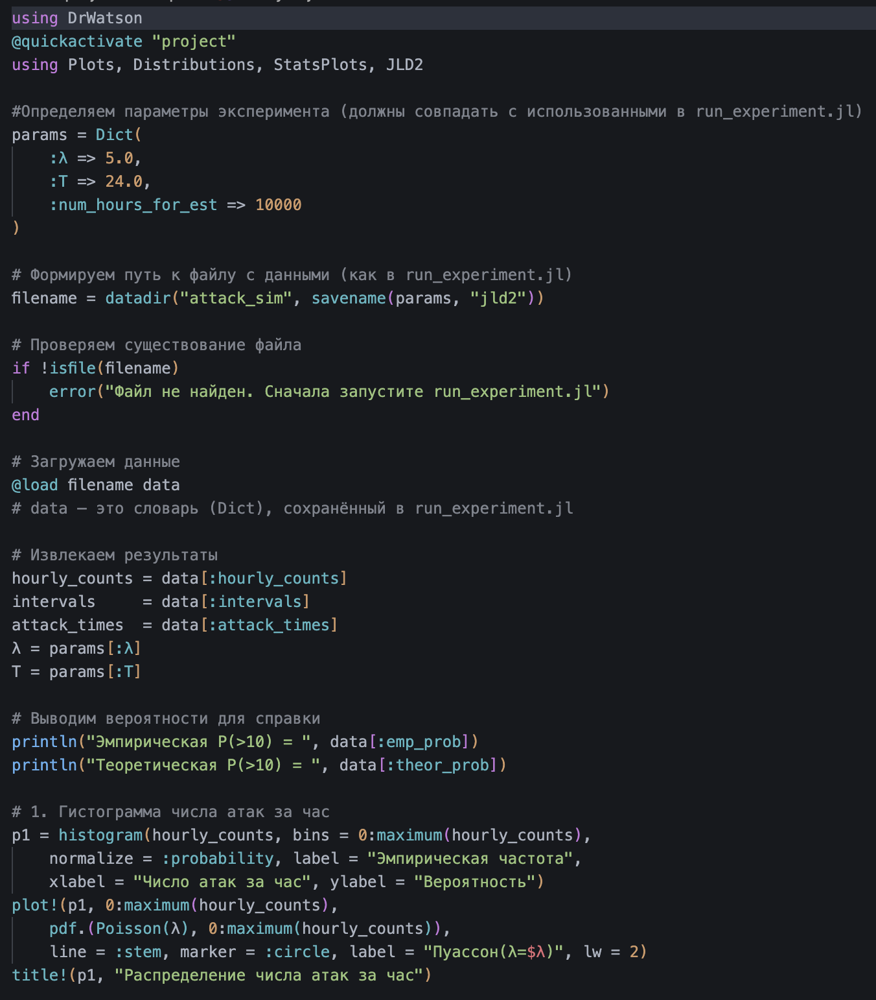 using DrWatson
@quickactivate "project"
using Plots, Distributions, StatsPlots, JLD2
#Определяем параметры эксперимента (должны совпадать с использованными в run_experiment.jl)
params = Dict(
    :λ => 5.0,
    :T => 24.0,
    :num_hours_for_est => 10000
)
# Формируем путь к файлу с данными (как в run_experiment.jl)
filename = datadir("attack_sim", savename(params, "jld2"))
# Проверяем существование файла
if !isfile(filename)
    error("Файл не найден. Сначала запустите run_experiment.jl")
end
# Загружаем данные
@load filename data
# data — это словарь (Dict), сохранённый в run_experiment.jl
# Извлекаем результаты
hourly_counts = data[:hourly_counts]
intervals     = data[:intervals]
attack_times  = data[:attack_times]
λ = params[:λ]
T = params[:T]
# Выводим вероятности для справки
println("Эмпирическая P(>10) = ", data[:emp_prob])
println("Теоретическая P(>10) = ", data[:theor_prob])
# 1. Гистограмма числа атак за час
p1 = histogram(hourly_counts, bins = 0:maximum(hourly_counts),
    normalize = :probability, label = "Эмпирическая частота",
    xlabel = "Число атак за час", ylabel = "Вероятность")
plot!(p1, 0:maximum(hourly_counts),
    pdf.(Poisson(λ), 0:maximum(hourly_counts)),
    line = :stem, marker = :circle, label = "Пуассон(λ=$λ)", lw = 2)
title!(p1, "Распределение числа атак за час")